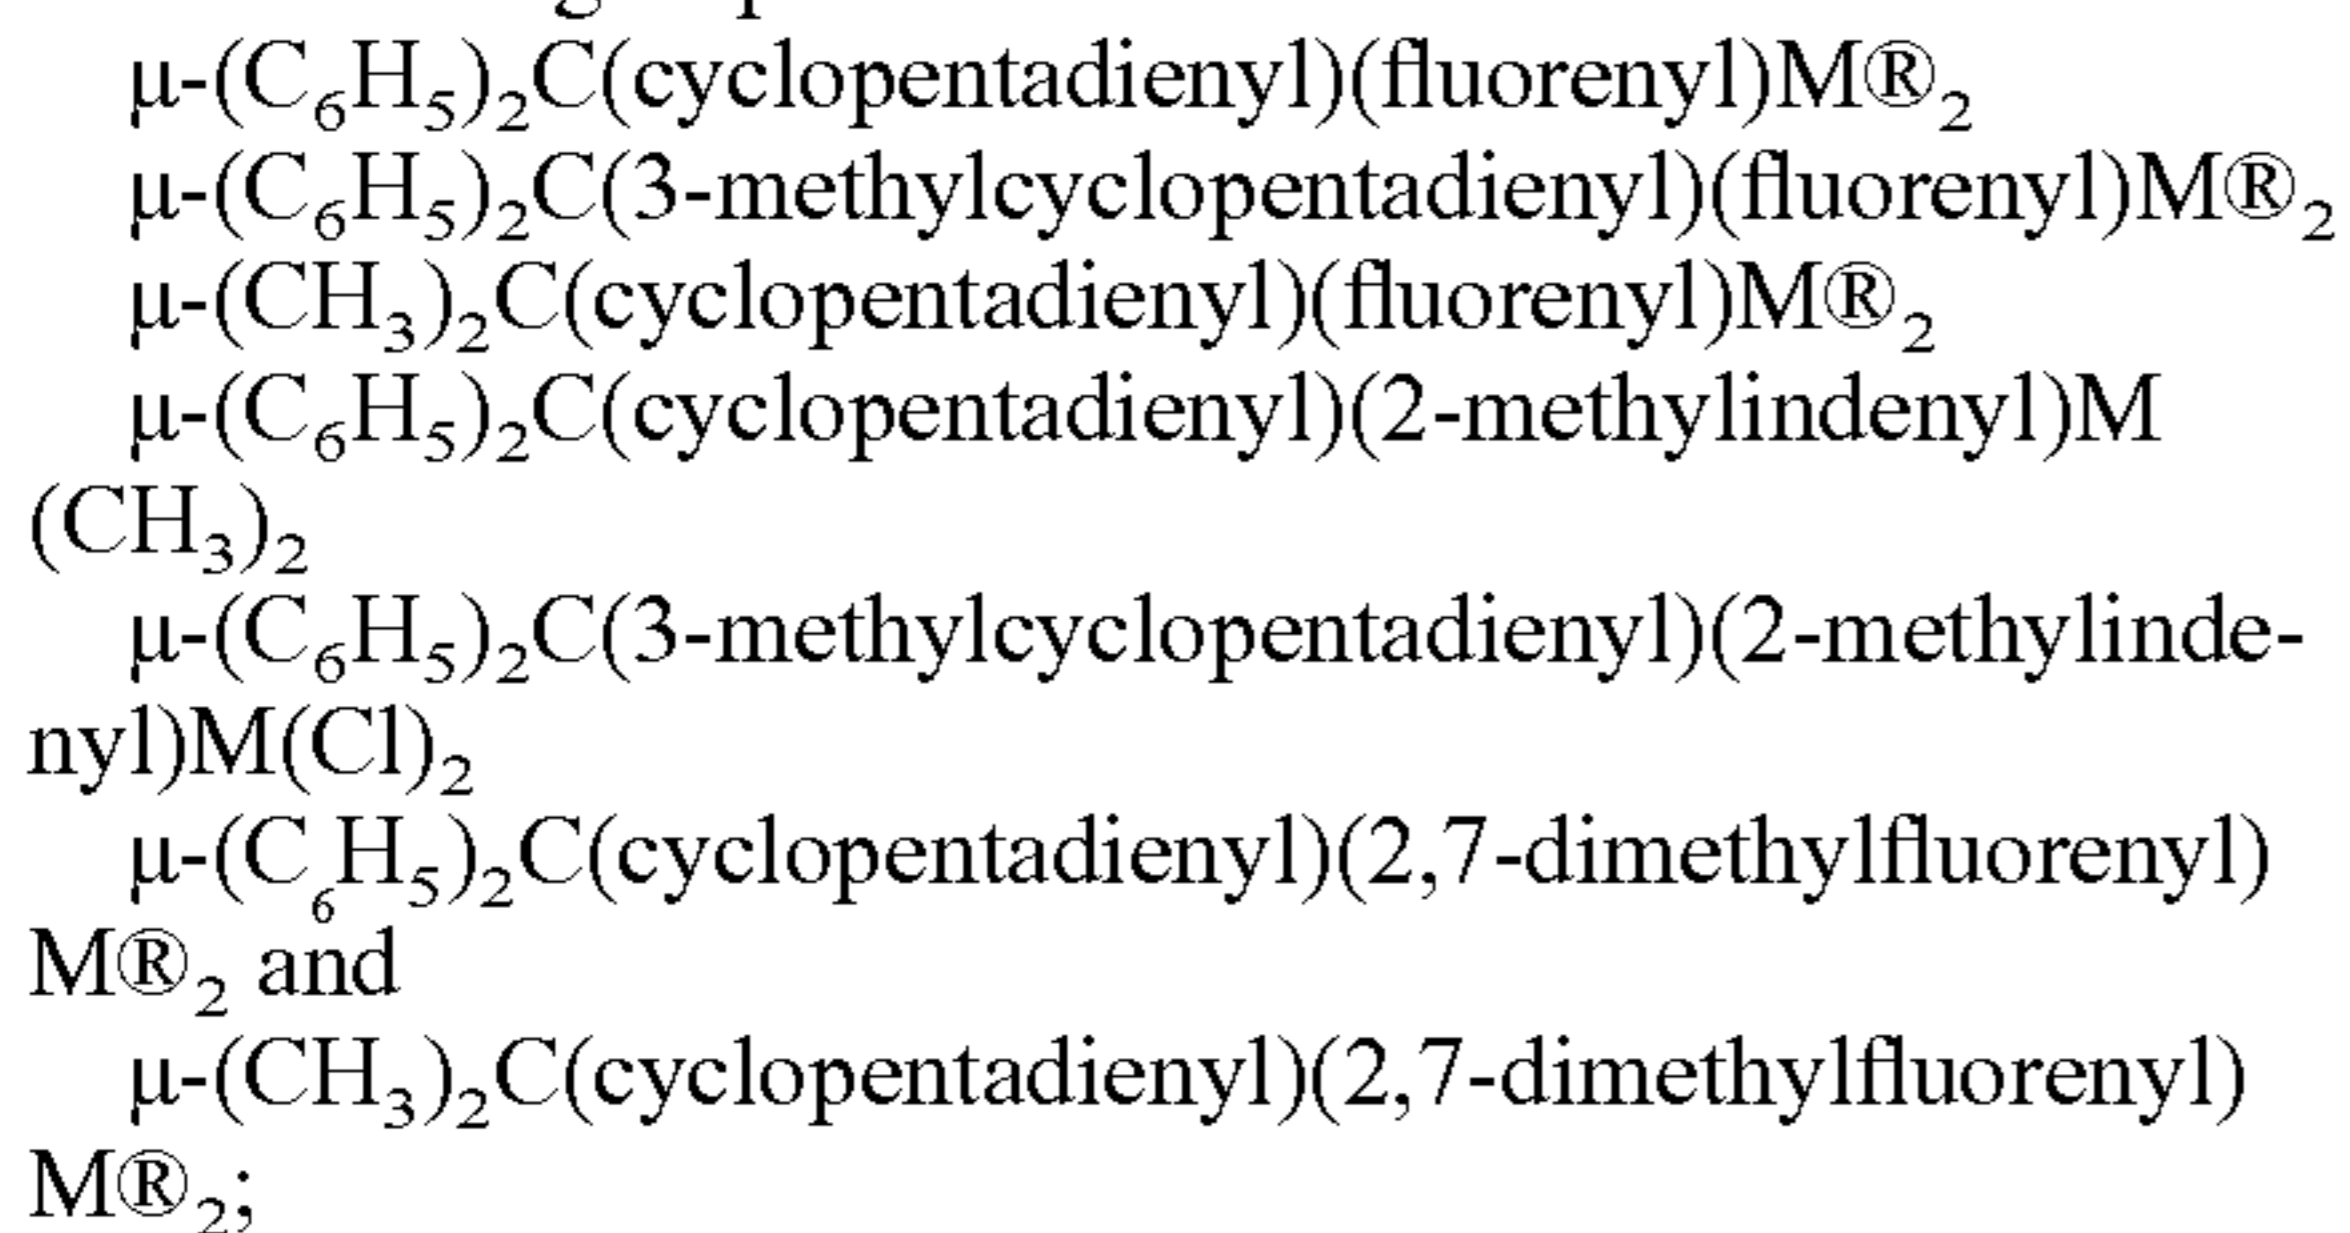 μ-(C₆H₅)₂C(cyclopentadienyl)(fluorenyl)M®₂
μ-(C₆H₅)₂C(3-methylcyclopentadienyl)(fluorenyl)M®₂
μ-(CH₃)₂C(cyclopentadienyl)(fluorenyl)M®₂
μ-(C₆H₅)₂C(cyclopentadienyl)(2-methylindenyl)M
(CH₃)₂
μ-(C₆H₅)₂C(3-methylcyclopentadienyl)(2-methylinde-
nyl)M(Cl)₂
μ-(C₆H₅)₂C(cyclopentadienyl)(2,7-dimethylfluorenyl)
M®₂ and
μ-(CH₃)₂C(cyclopentadienyl)(2,7-dimethylfluorenyl)
M®₂;